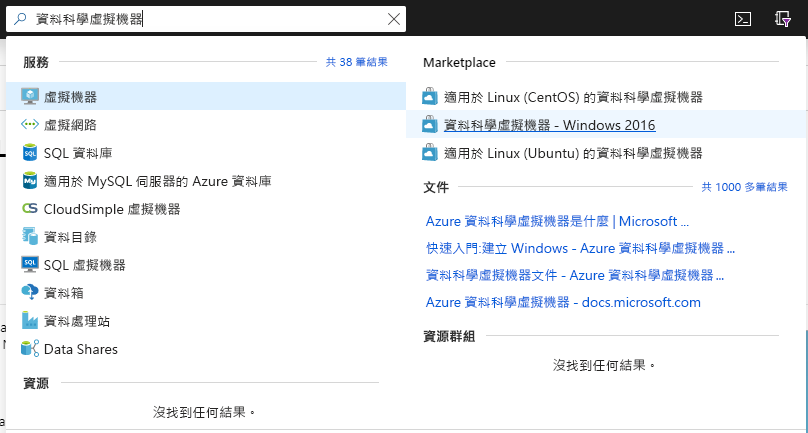 資料科學虛擬機器
服務
共 38 筆結果
虛擬機器
虛擬網路
SQL 資料庫
適用於 MySQL 伺服器的 Azure 資料庫
CloudSimple 虛擬機器
資料目錄
SQL 虛擬機器
資料箱
資料處理站
Data Shares
資源
沒找到任何結果。
Marketplace
適用於 Linux (CentOS) 的資料科學虛擬機器
資料科學虛擬機器 - Windows 2016
適用於 Linux (Ubuntu) 的資料科學虛擬機器
文件
共 1000 多筆結果
Azure 資料科學虛擬機器是什麼 | Microsoft ...
快速入門:建立 Windows - Azure 資料科學虛擬機器 ...
資料科學虛擬機器文件 - Azure 資料科學虛擬機器 ...
Azure 資料科學虛擬機器 - docs.microsoft.com
資源群組
沒找到任何結果。